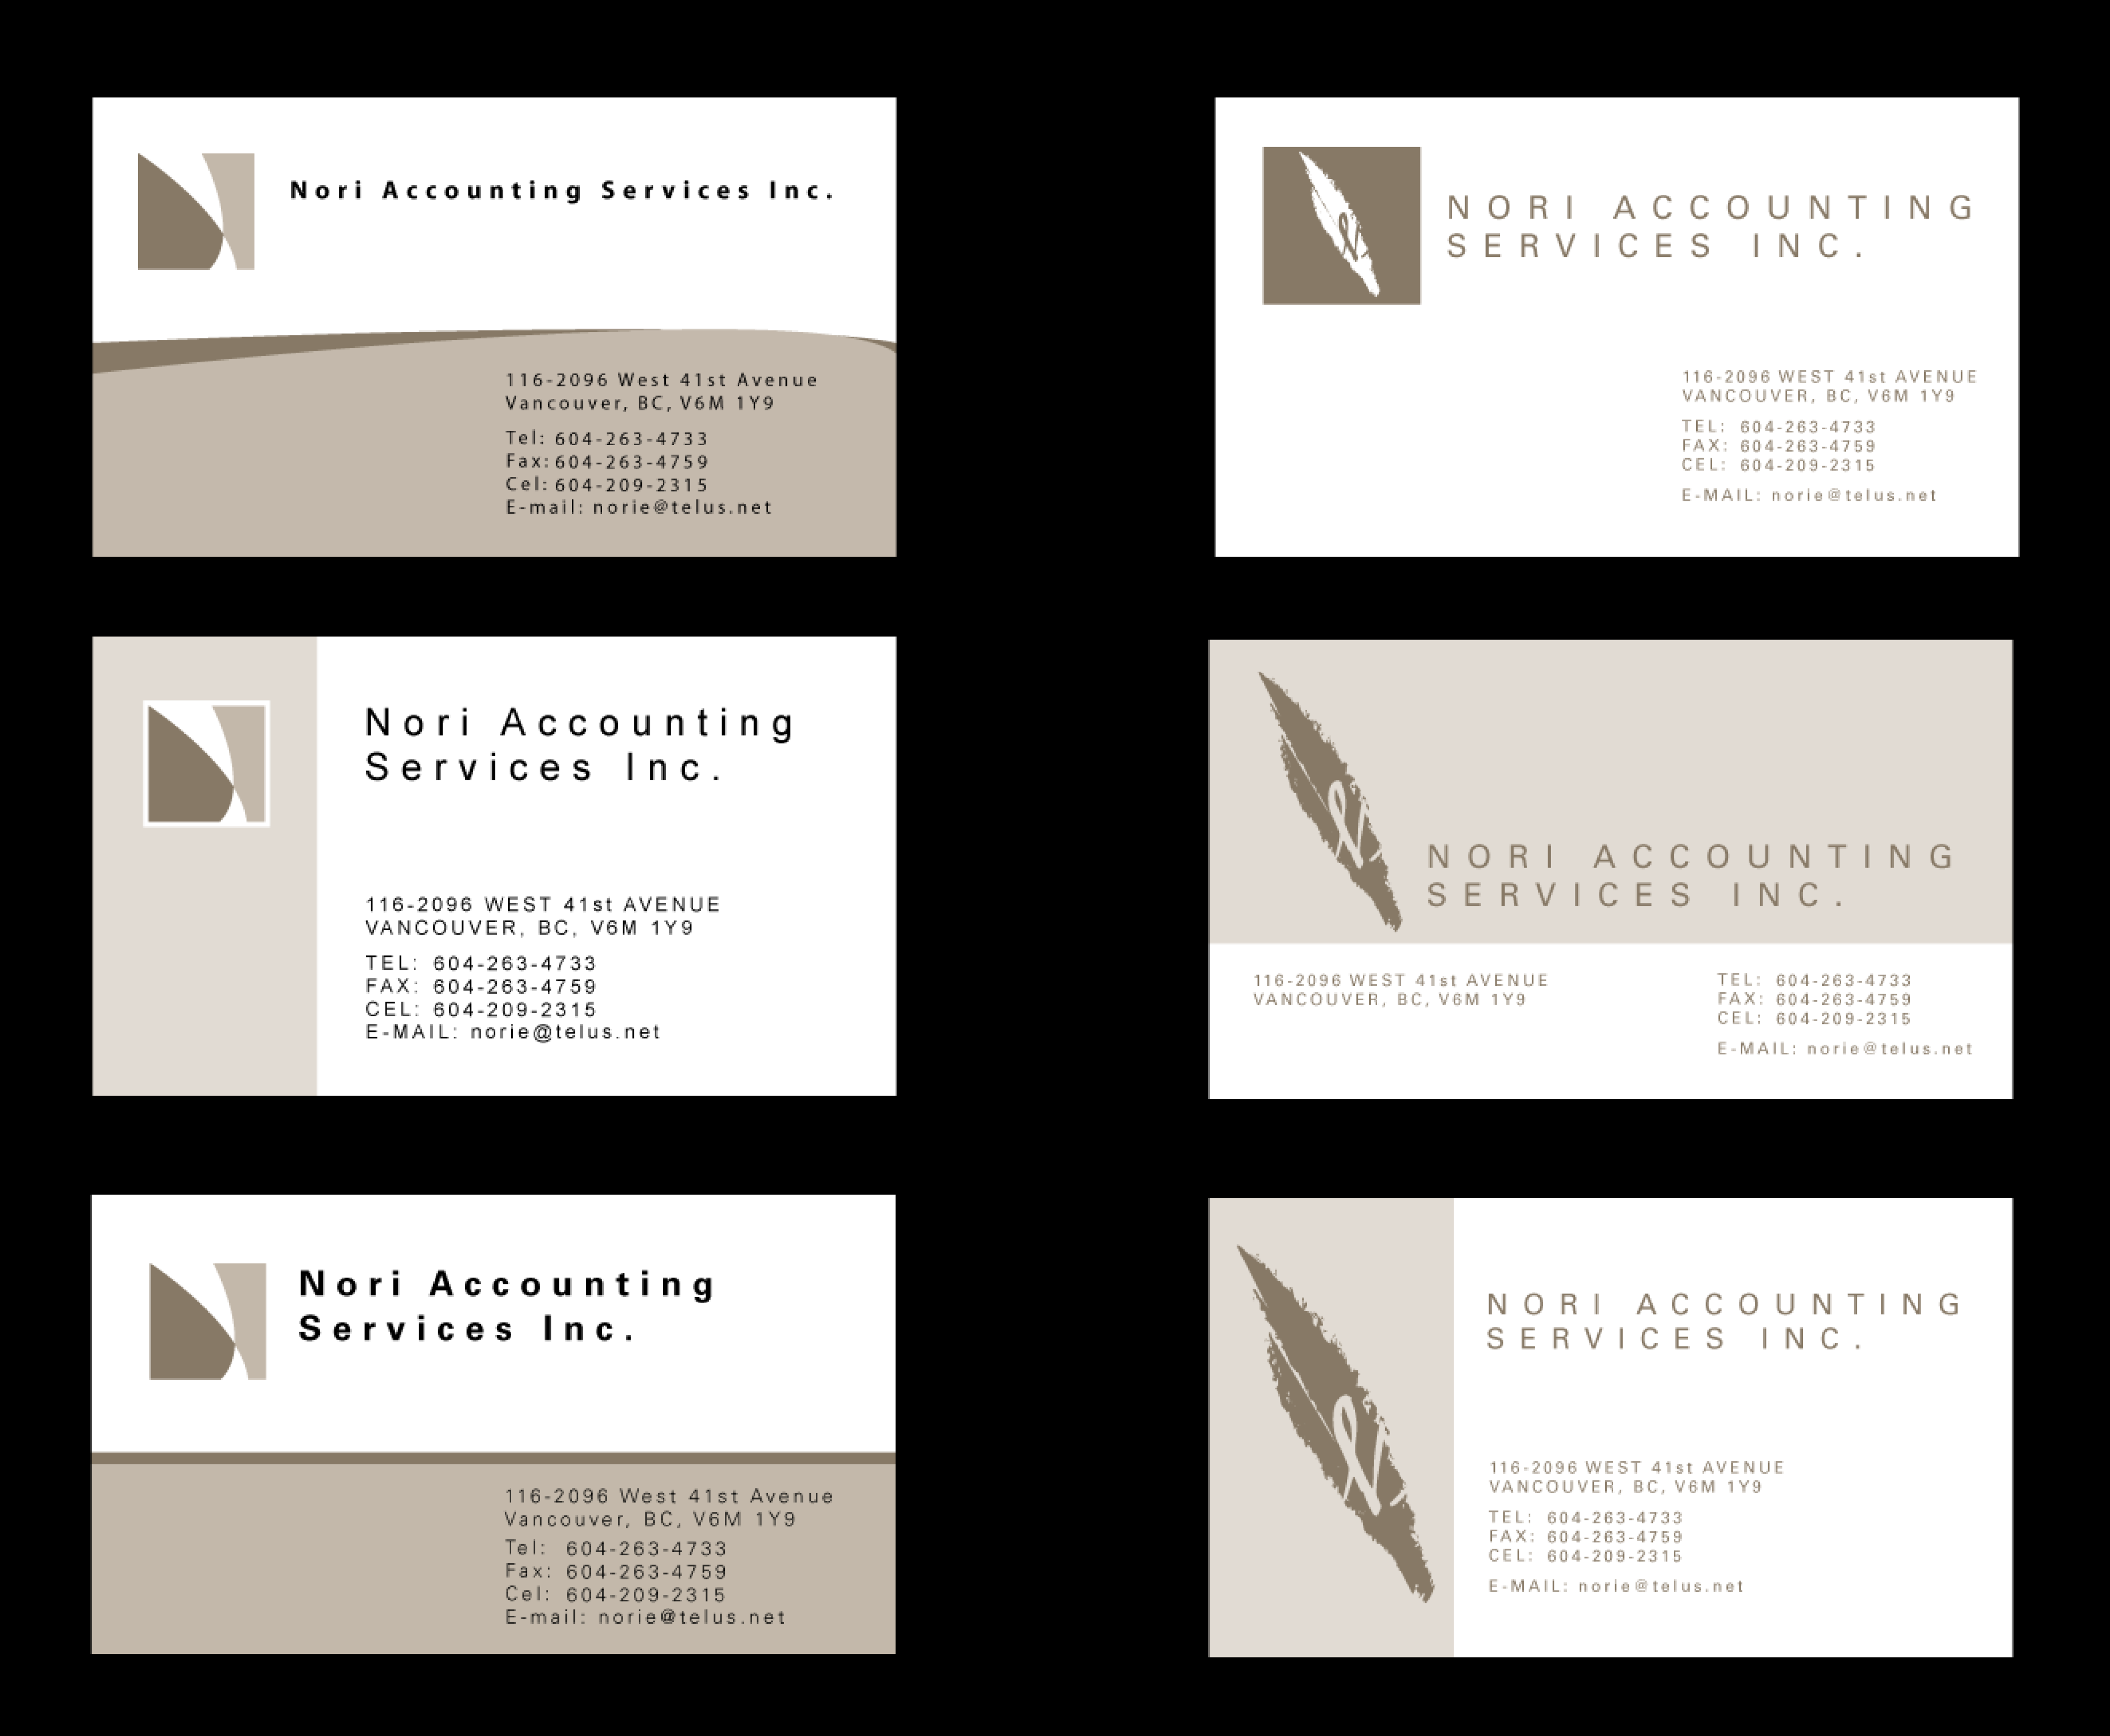 Nori Accounting Services Inc.
116-2096 West 41st Avenue
Vancouver, BC, V6M 1Y9
Tel: 604-263-4733
Fax: 604-263-4759
Cel: 604-209-2315
E-mail: norie@telus.net
NORI ACCOUNTING
SERVICES INC.
116-2096 WEST 41st AVENUE
VANCOUVER, BC, V6M 1Y9
TEL: 604-263-4733
FAX: 604-263-4759
CEL: 604-209-2315
E-MAIL: norie@telus.net
Nori Accounting
Services Inc.
116-2096 WEST 41st AVENUE
VANCOUVER, BC, V6M 1Y9
TEL: 604-263-4733
FAX: 604-263-4759
CEL: 604-209-2315
E-MAIL: norie@telus.net
NORI ACCOUNTING
SERVICES INC.
116-2096 WEST 41st AVENUE
VANCOUVER, BC, V6M 1Y9
TEL: 604-263-4733
FAX: 604-263-4759
CEL: 604-209-2315
E-MAIL: norie@telus.net
Nori Accounting
Services Inc.
116-2096 West 41st Avenue
Vancouver, BC, V6M 1Y9
Tel: 604-263-4733
Fax: 604-263-4759
Cel: 604-209-2315
E-mail: norie@telus.net
NORI ACCOUNTING
SERVICES INC.
116-2096 WEST 41st AVENUE
VANCOUVER, BC, V6M 1Y9
TEL: 604-263-4733
FAX: 604-263-4759
CEL: 604-209-2315
E-MAIL: norie@telus.net